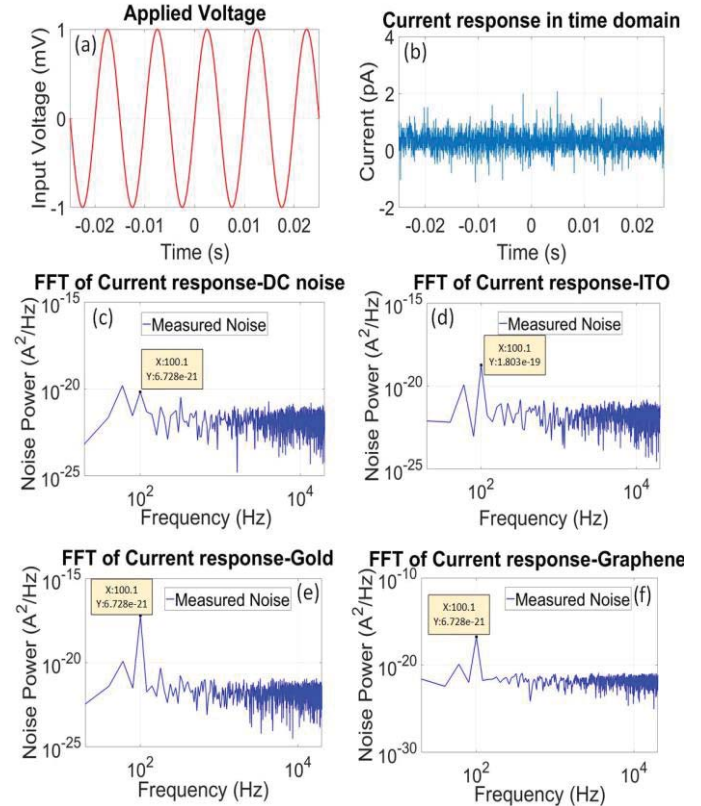 Applied Voltage
(a)
1
0
-1
Input Voltage (mV)
-0.02 -0.01 0 0.01 0.02
Time (s)
Current response in time domain
(b)
4
2
0
-2
Current (pA)
-0.02 -0.01 0 0.01 0.02
Time (s)
FFT of Current response-DC noise
(c)
Measured Noise
X:100.1
Y:6.728e-21
10^-15
10^-20
10^-25
Noise Power (A^2/Hz)
10^2 10^4
Frequency (Hz)
FFT of Current response-ITO
(d)
Measured Noise
X:100.1
Y:1.803e-19
10^-15
10^-20
10^-25
Noise Power (A^2/Hz)
10^2 10^4
Frequency (Hz)
FFT of Current response-Gold
X:100.1
Y:6.728e-21
Measured Noise
(e)
10^-15
10^-20
10^-25
Noise Power (A^2/Hz)
10^2 10^4
Frequency (Hz)
FFT of Current response-Graphene
Measured Noise
(f)
X:100.1
Y:6.728e-21
10^-10
10^-20
10^-30
Noise Power (A^2/Hz)
10^2 10^4
Frequency (Hz)